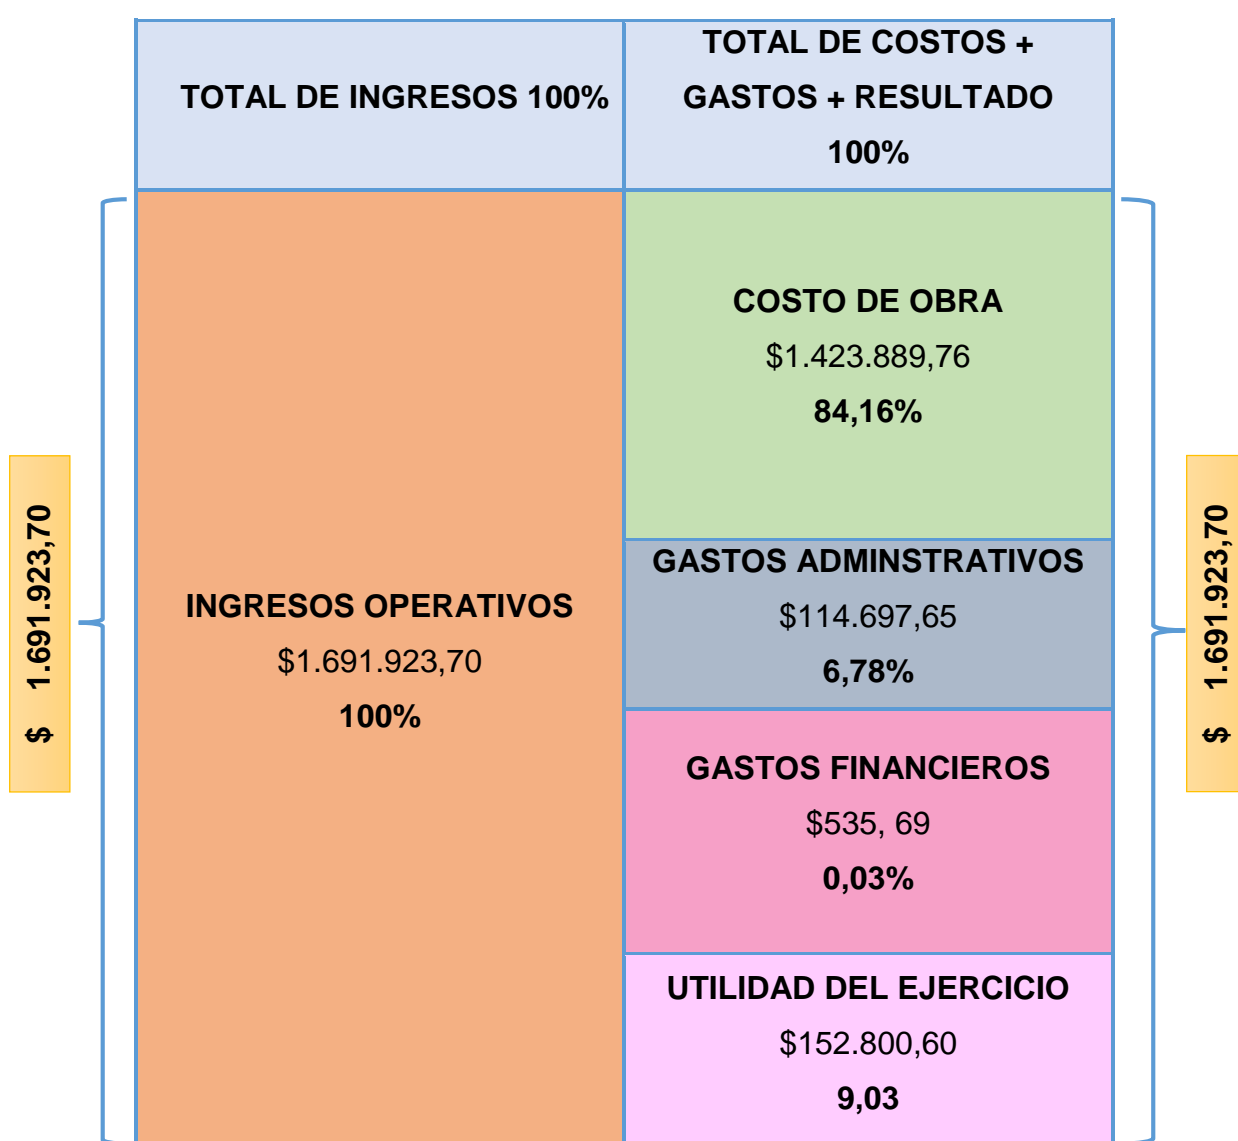 TOTAL DE INGRESOS 100%
TOTAL DE COSTOS +
GASTOS + RESULTADO
100%
$ 1.691.923,70
INGRESOS OPERATIVOS
$1.691.923,70
100%
COSTO DE OBRA
$1.423.889,76
84,16%
GASTOS ADMINSTRATIVOS
$114.697,65
6,78%
GASTOS FINANCIEROS
$535, 69
0,03%
UTILIDAD DEL EJERCICIO
$152.800,60
9,03
$ 1.691.923,70